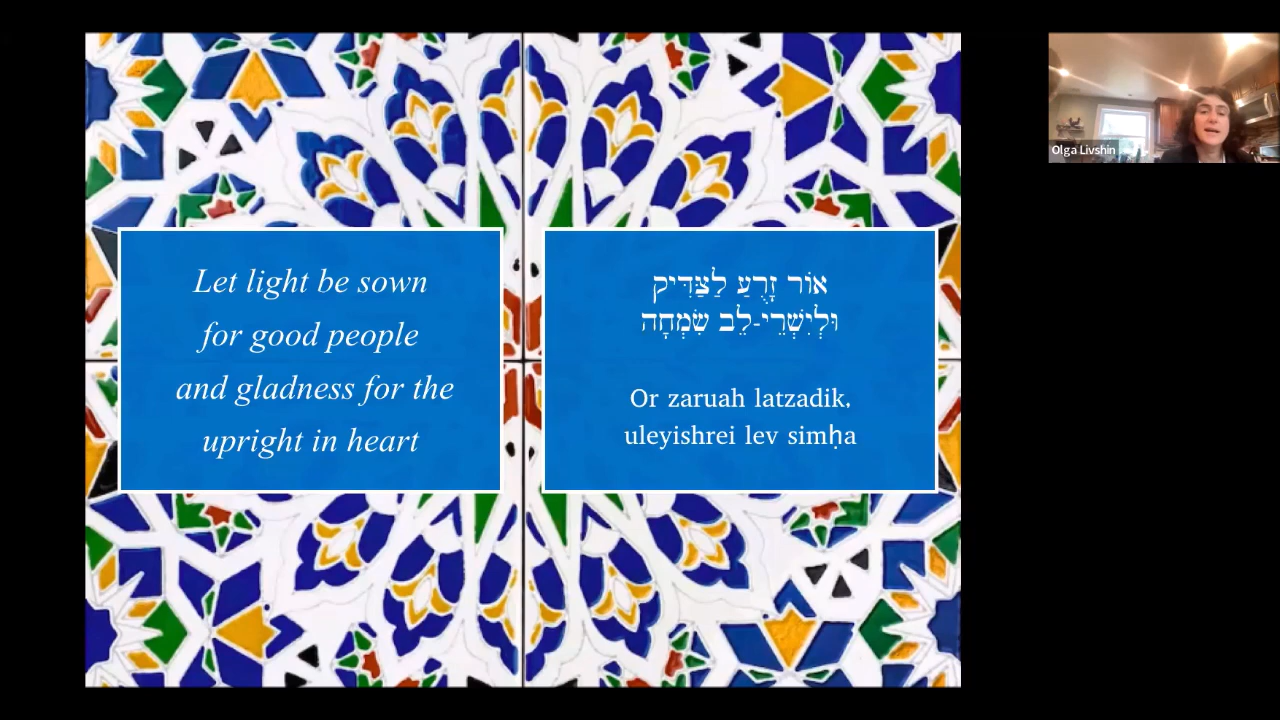 Let light be sown
for good people
and gladness for the
upright in heart
אוֹר זָרֻעַ לַצַּדִּיק
וּלְיִשְׁרֵי-לֵב שִׂמְחָה
Or zaruah latzadik,
uleyishrei lev simḥa
Olga Livshin